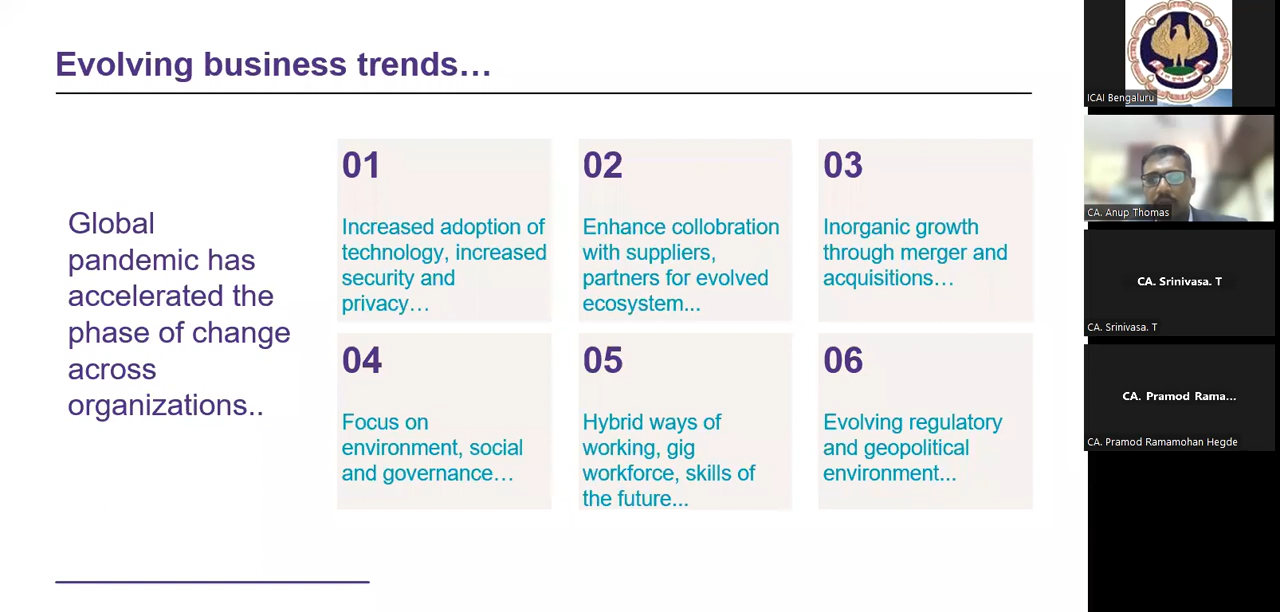 Evolving business trends…
Global
pandemic has
accelerated the
phase of change
across
organizations..
01
Increased adoption of
technology, increased
security and
privacy…
02
Enhance collobration
with suppliers,
partners for evolved
ecosystem...
03
Inorganic growth
through merger and
acquisitions…
04
Focus on
environment, social
and governance…
05
Hybrid ways of
working, gig
workforce, skills of
the future...
06
Evolving regulatory
and geopolitical
environment...
ICAI Bengaluru
CA. Anup Thomas
CA. Srinivasa. T
CA. Srinivasa. T
CA. Pramod Rama...
CA. Pramod Ramamohan Hegde